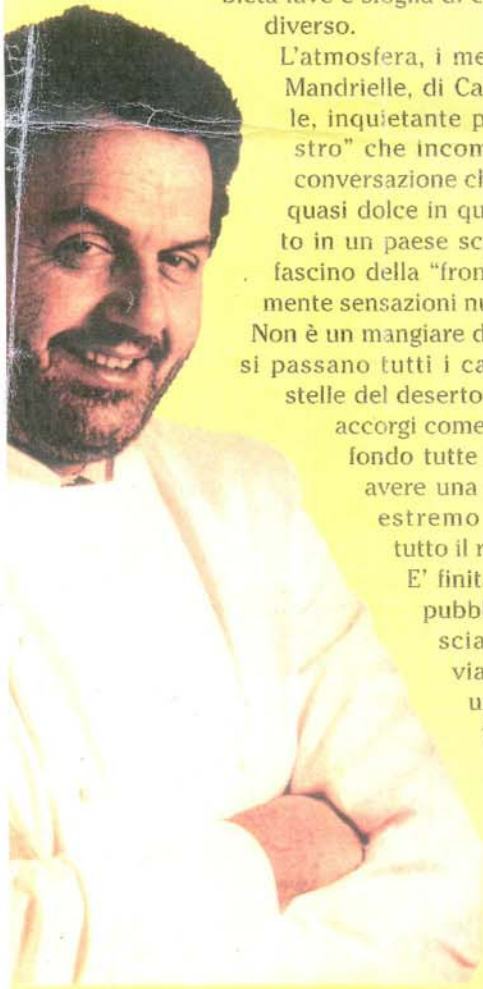 diverso.
L'atmosfera, i me
Mandrielle, di Ca
le, inquietante p
stro" che incon
conversazione c
quasi dolce in qu
to in un paese sc
fascino della "fron
mente sensazioni nu
Non è un mangiare d
si passano tutti i ca
stelle del deserto
accorgi come
fondo tutte
avere una
estremo
tutto il
E' finit
pubb
scia
via
u